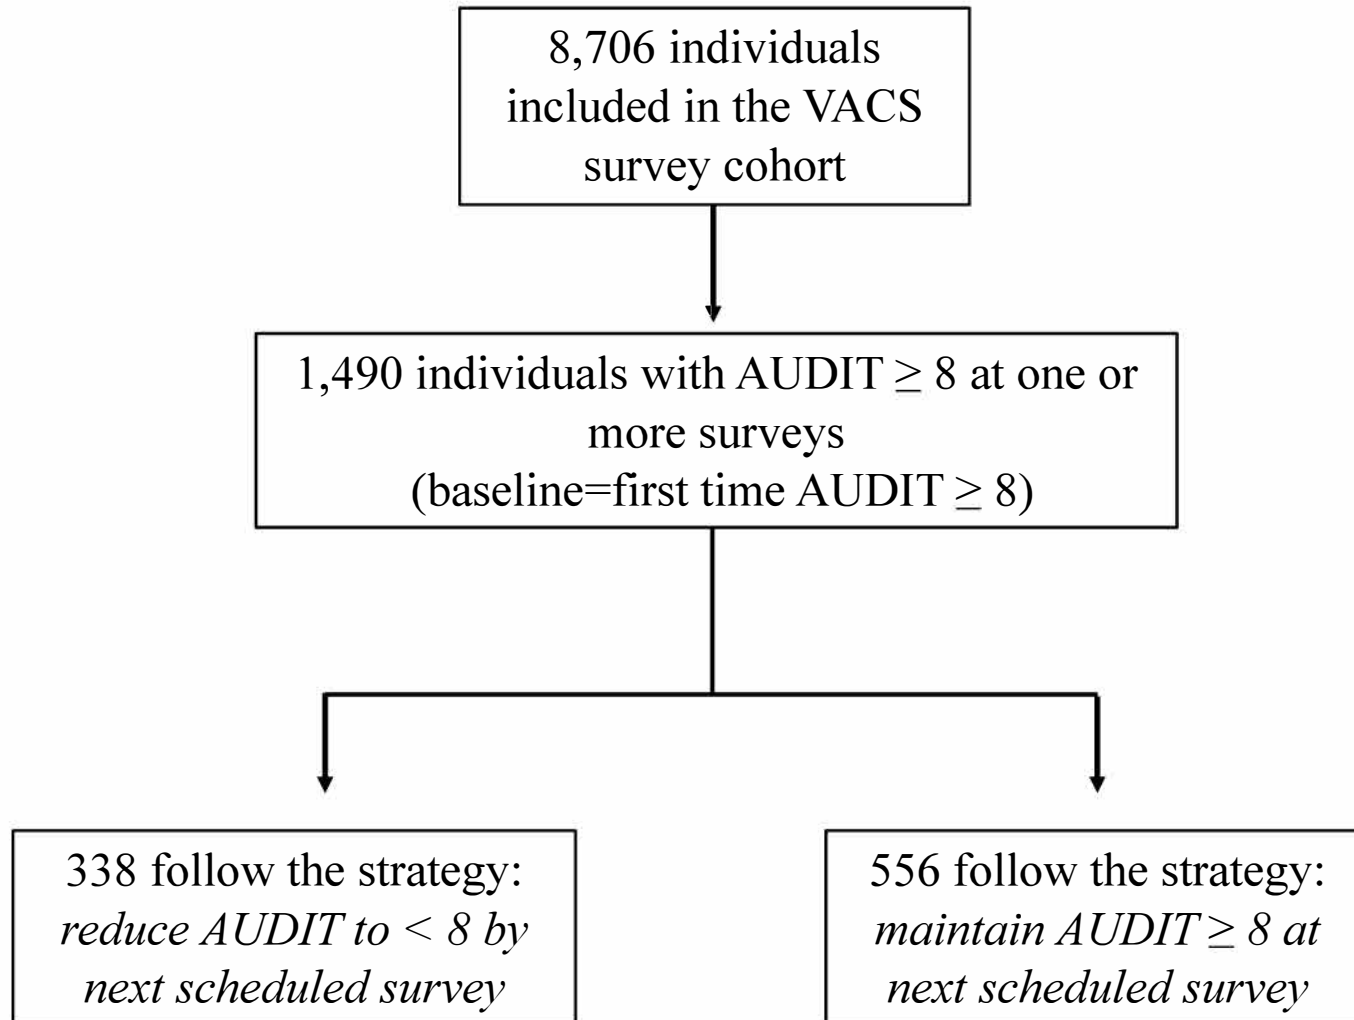 8,706 individuals
included in the VACS
survey cohort
1,490 individuals with AUDIT ≥ 8 at one or
more surveys
(baseline=first time AUDIT ≥ 8)
338 follow the strategy:
reduce AUDIT to < 8 by
next scheduled survey
556 follow the strategy:
maintain AUDIT ≥ 8 at
next scheduled survey